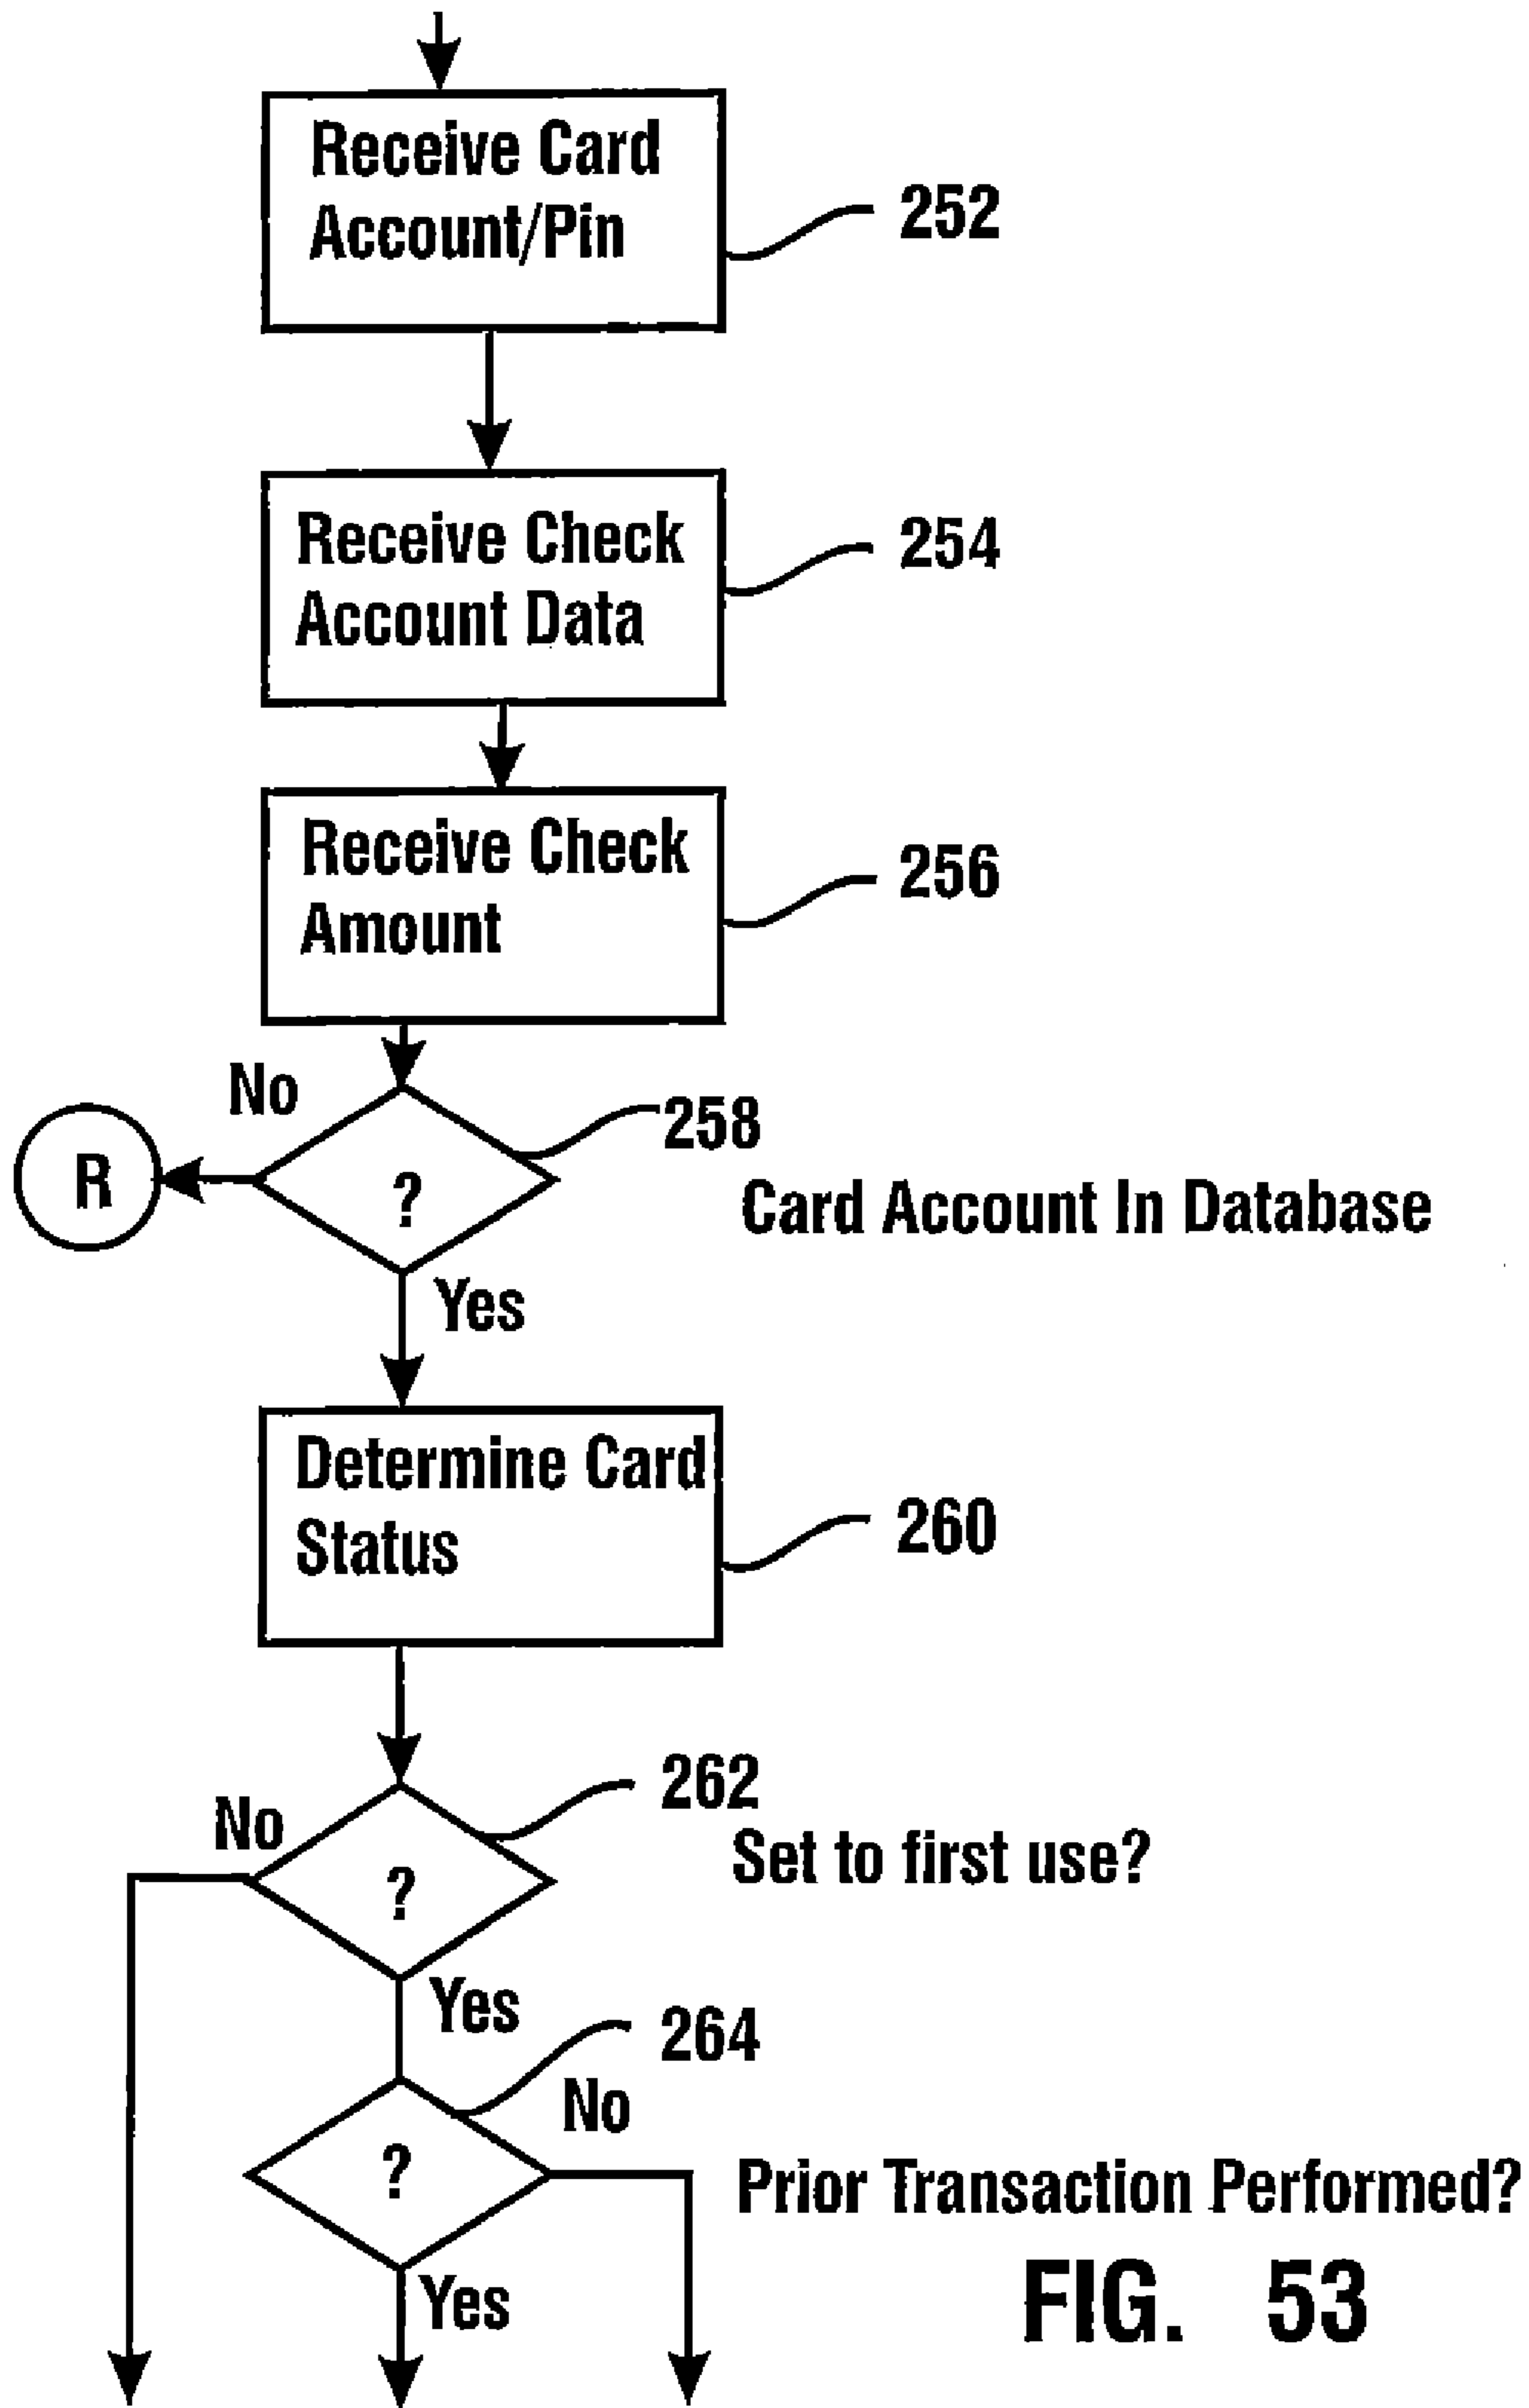 Receive Card
Account/Pin
252
Receive Check
Account Data
254
Receive Check
Amount
256
No
258
R
?
Card Account In Database
Yes
Determine Card
Status
260
262
No
Set to first use?
?
Yes
264
No
?
Prior Transaction Performed?
Yes
FIG. 53